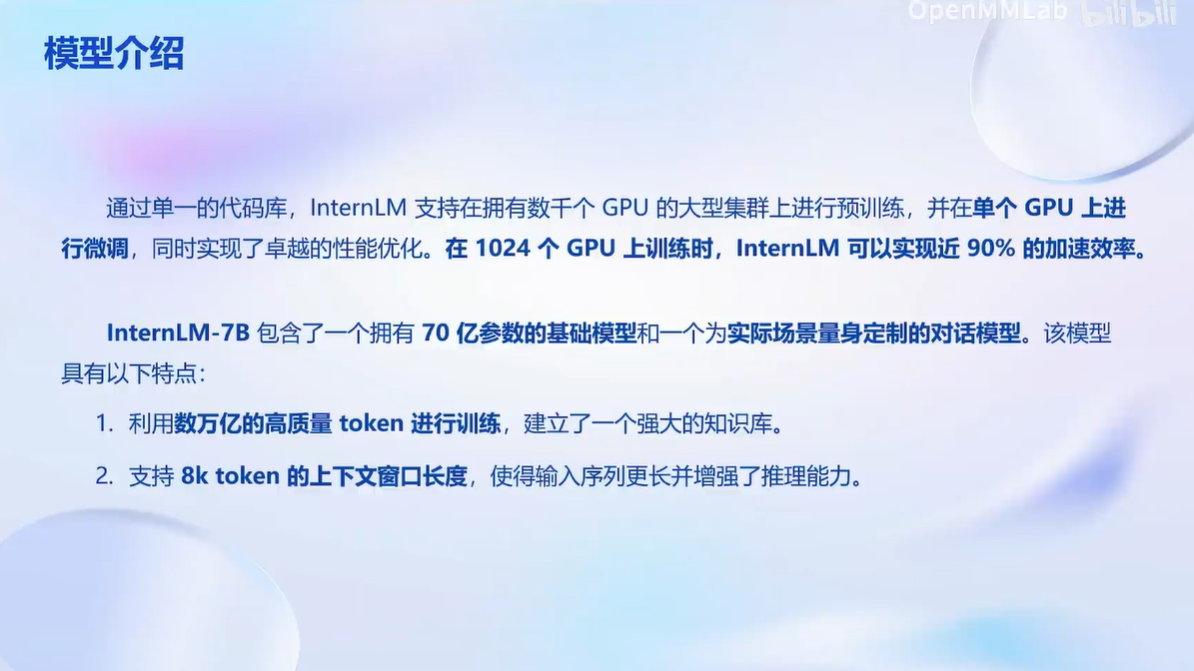 OpenMMLab bilibili
模型介绍
通过单一的代码库，InternLM 支持在拥有数千个 GPU 的大型集群上进行预训练，并在单个 GPU 上进
行微调，同时实现了卓越的性能优化。在 1024 个 GPU 上训练时，InternLM 可以实现近 90% 的加速效率。
InternLM-7B 包含了一个拥有 70 亿参数的基础模型和一个为实际场景量身定制的对话模型。该模型
具有以下特点：
1. 利用数万亿的高质量 token 进行训练，建立了一个强大的知识库。
2. 支持 8k token 的上下文窗口长度，使得输入序列更长并增强了推理能力。